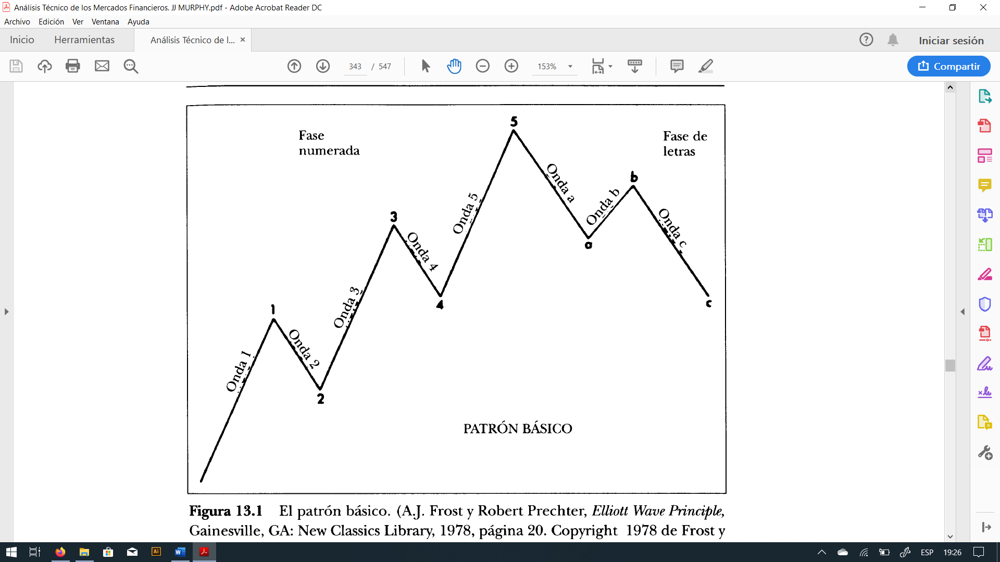 Análisis Técnico de los Mercados Financieros. JJ MURPHY.pdf - Adobe Acrobat Reader DC
Archivo Edición Ver Ventana Ayuda
Inicio Herramientas Análisis Técnico de l... × Iniciar sesión
343 / 547 153% Compartir
Fase
numerada
Fase de
letras
5
b
3
a
4
c
1
2
Onda 1
Onda 2
Onda 3
Onda 4
Onda 5
Onda a
Onda b
Onda c
PATRÓN BÁSICO
Figura 13.1 El patrón básico. (A.J. Frost y Robert Prechter, Elliott Wave Principle,
Gainesville, GA: New Classics Library, 1978, página 20. Copyright 1978 de Frost y
Ai W ESP 19:26